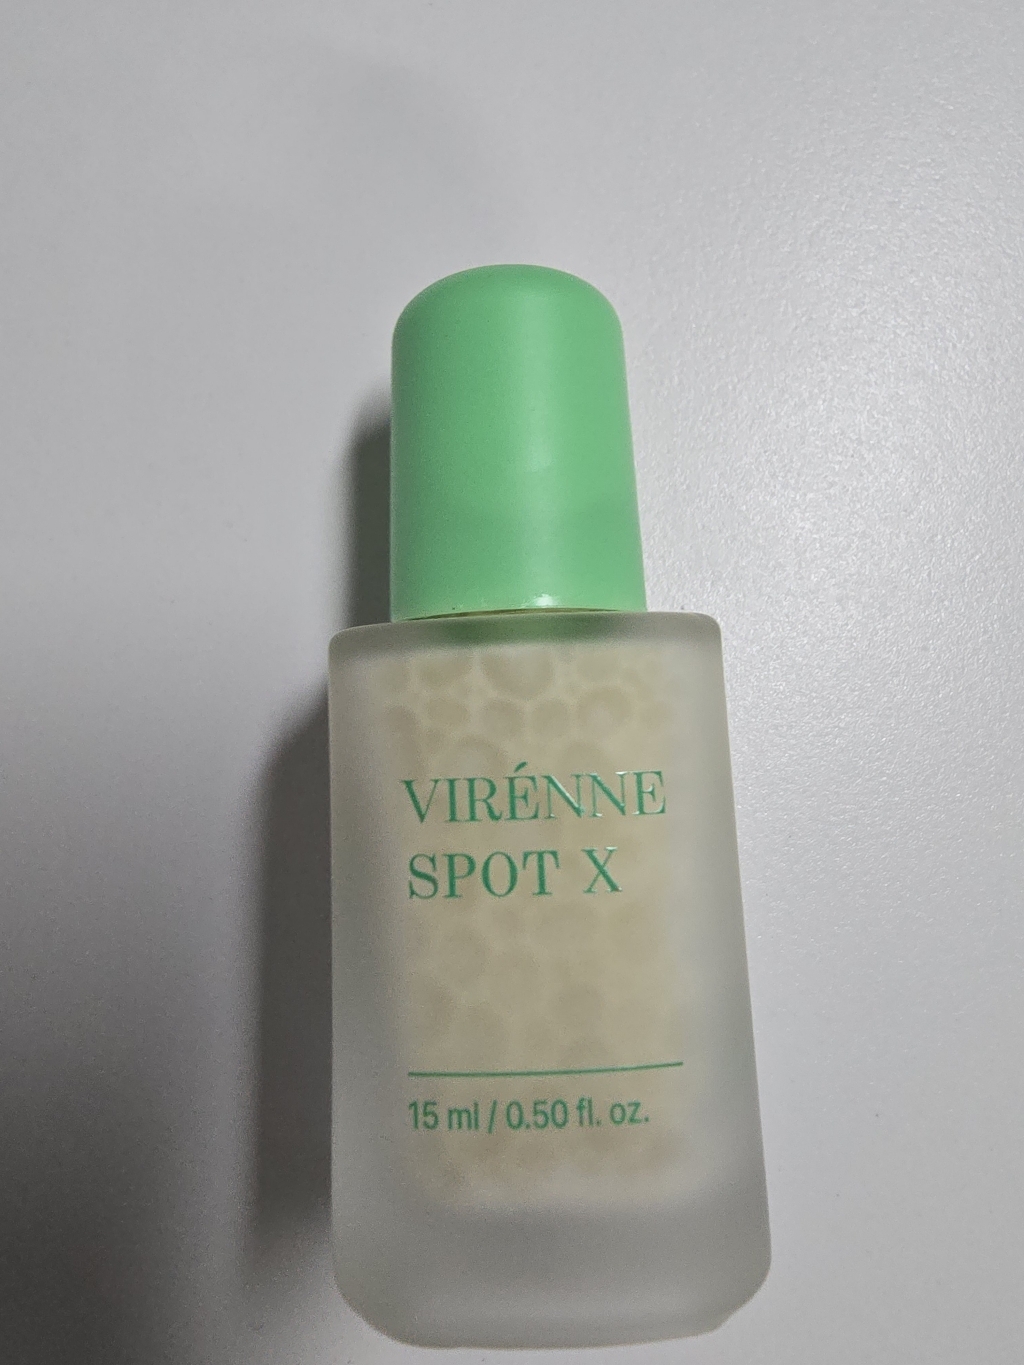 VIRÉNNE
SPOT X
15 ml / 0.50 fl. oz.